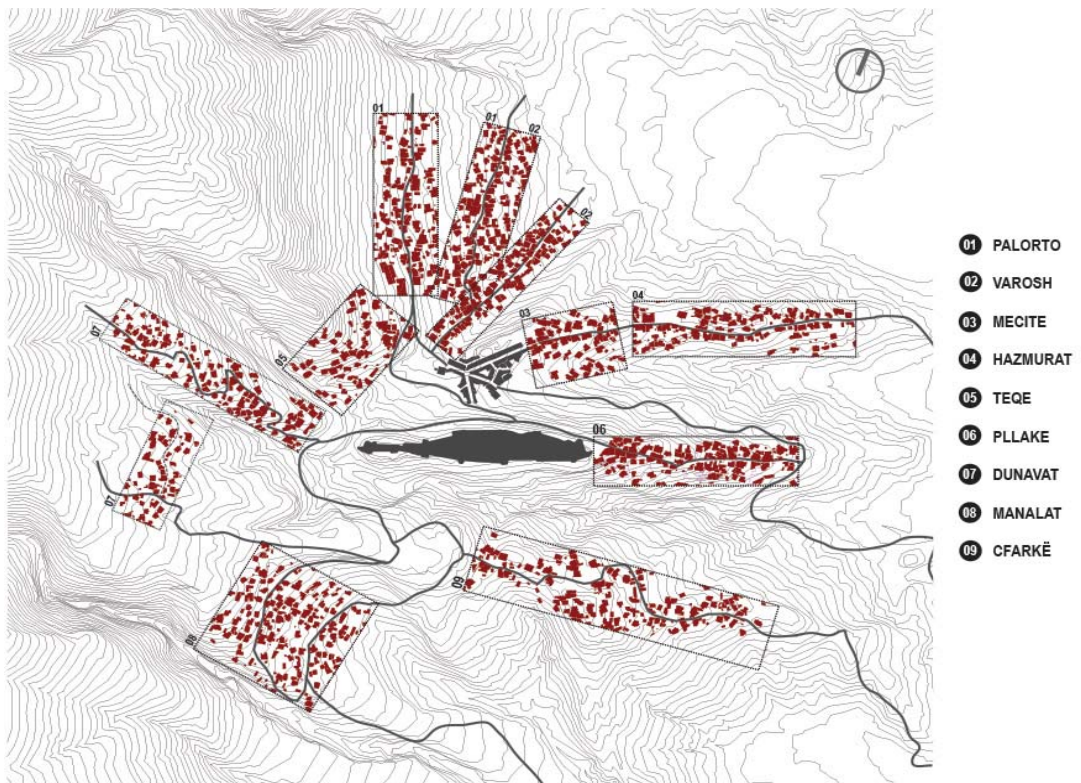 01
01
02
02
04
03
07
05
06
07
09
08
01 PALORTO
02 VAROSH
03 MECITE
04 HAZMURAT
05 TEQE
06 PLLAKE
07 DUNAVAT
08 MANALAT
09 CFARKË